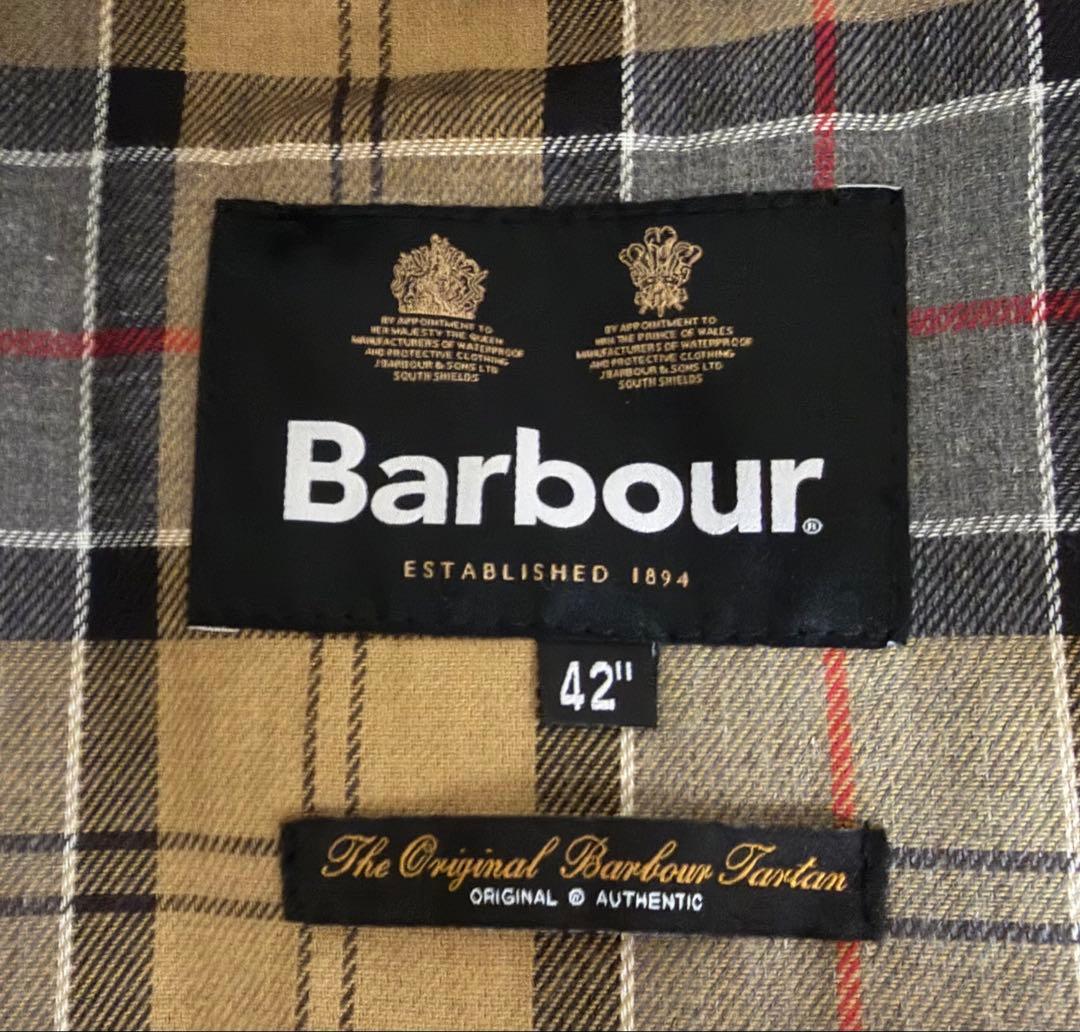 BY APPOINTMENT TO
HER MAJESTY THE QUEEN
MANUFACTURERS OF WATERPROOF
AND PROTECTIVE CLOTHING
J.BARBOUR & SONS LTD
SOUTH SHIELDS
BY APPOINTMENT TO
HRH THE PRINCE OF WALES
MANUFACTURERS OF WATERPROOF
AND PROTECTIVE CLOTHING
J.BARBOUR & SONS LTD
SOUTH SHIELDS
Barbour®
ESTABLISHED 1894
42"
The Original Barbour Tartan
ORIGINAL ® AUTHENTIC